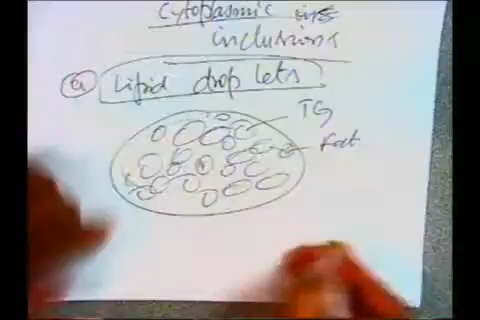 Cytoplasmic
inclusions
a Lipid droplets
TG
Fat